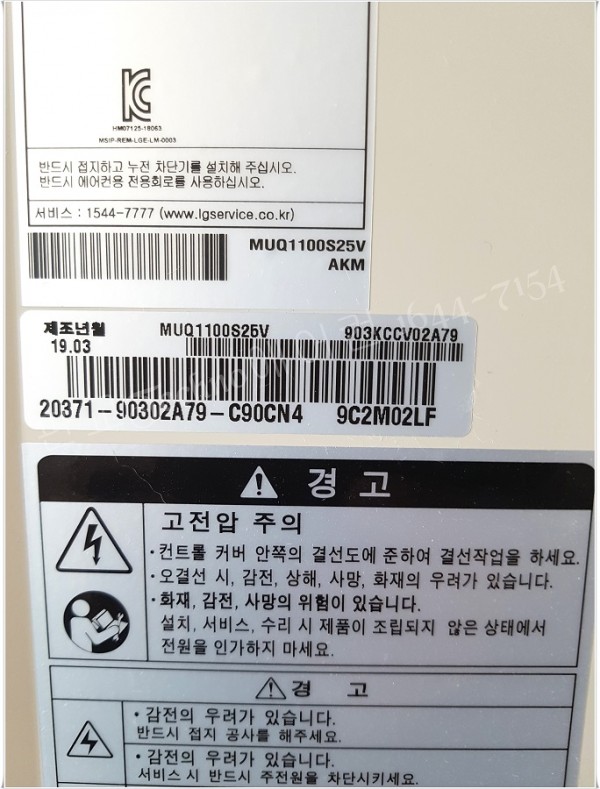 HM07125-18063
MSIP-REM-LGE-LM-0003
반드시 접지하고 누전 차단기를 설치해 주십시오.
반드시 에어컨용 전용회로를 사용하십시오.
서비스 : 1544-7777 (www.lgservice.co.kr)
MUQ1100S25V
AKM
제조년월 MUQ1100S25V 903KCCV02A79
19.03
20371-90302A79-C90CN4 9C2M02LF
1644-7154
경 고
고전압 주의
· 컨트롤 커버 안쪽의 결선도에 준하여 결선작업을 하세요.
· 오결선 시, 감전, 상해, 사망, 화재의 우려가 있습니다.
· 화재, 감전, 사망의 위험이 있습니다.
설치, 서비스, 수리 시 제품이 조립되지 않은 상태에서
전원을 인가하지 마세요.
경 고
· 감전의 우려가 있습니다.
반드시 접지 공사를 해주세요.
· 감전의 우려가 있습니다.
서비스 시 반드시 주전원을 차단시키세요.